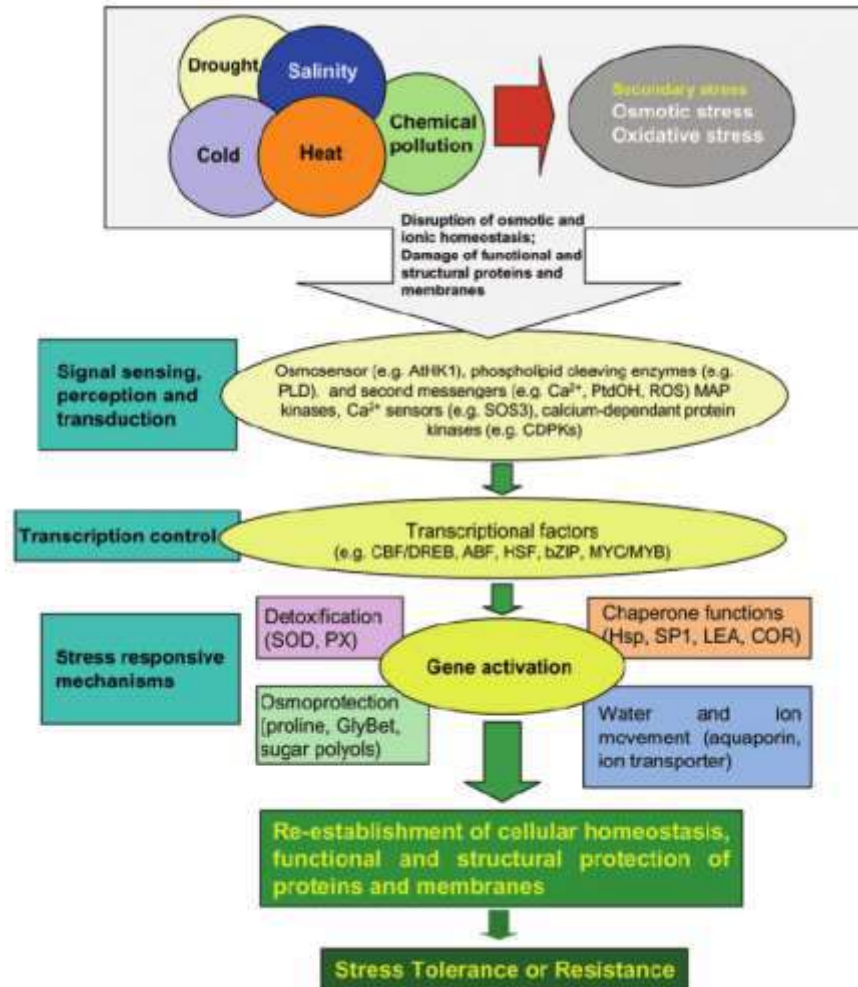 Drought
Salinity
Cold
Heat
Chemical
pollution
Secondary stress
Osmotic stress
Oxidative stress
Disruption of osmotic and
ionic homeostasis;
Damage of functional and
structural proteins and
membranes
Signal sensing,
perception and
transduction
Osmosensor (e.g. AtHK1), phospholipid cleaving enzymes (e.g.
PLD), and second messengers (e.g. Ca²⁺, PtdOH, ROS) MAP
kinases, Ca²⁺ sensors (e.g. SOS3), calcium-dependant protein
kinases (e.g. CDPKs)
Transcription control
Transcriptional factors
(e.g. CBF/DREB, ABF, HSF, bZIP, MYC/MYB)
Stress responsive
mechanisms
Detoxification
(SOD, PX)
Chaperone functions
(Hsp, SP1, LEA, COR)
Gene activation
Osmoprotection
(proline, GlyBet,
sugar polyols)
Water and ion
movement (aquaporin,
ion transporter)
Re-establishment of cellular homeostasis,
functional and structural protection of
proteins and membranes
Stress Tolerance or Resistance